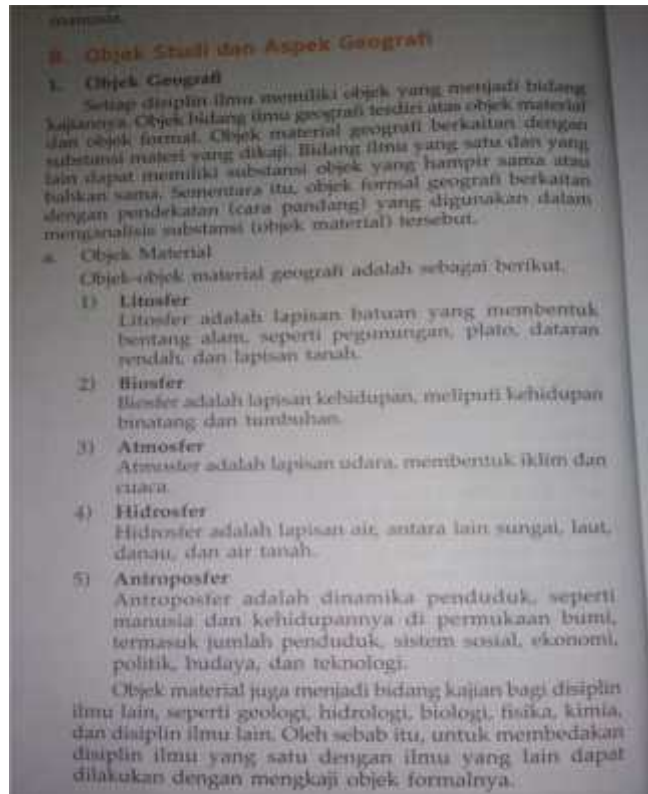 manusia.
B. Objek Studi dan Aspek Geografi
1. Objek Geografi
Setiap disiplin ilmu memiliki objek yang menjadi bidang
kajiannya. Objek bidang ilmu geografi terdiri atas objek material
dan objek formal. Objek material geografi berkaitan dengan
substansi materi yang dikaji. Bidang ilmu yang satu dan yang
lain dapat memiliki substansi objek yang hampir sama atau
bahkan sama. Sementara itu, objek formal geografi berkaitan
dengan pendekatan (cara pandang) yang digunakan dalam
menganalisis substansi (objek material) tersebut.
a. Objek Material
Objek-objek material geografi adalah sebagai berikut.
1) Litosfer
Litosfer adalah lapisan batuan yang membentuk
bentang alam, seperti pegunungan, plato, dataran
rendah, dan lapisan tanah.
2) Biosfer
Biosfer adalah lapisan kehidupan, meliputi kehidupan
binatang dan tumbuhan.
3) Atmosfer
Atmosfer adalah lapisan udara, membentuk iklim dan
cuaca.
4) Hidrosfer
Hidrosfer adalah lapisan air, antara lain sungai, laut,
danau, dan air tanah.
5) Antroposfer
Antroposfer adalah dinamika penduduk, seperti
manusia dan kehidupannya di permukaan bumi,
termasuk jumlah penduduk, sistem sosial, ekonomi,
politik, budaya, dan teknologi.
Objek material juga menjadi bidang kajian bagi disiplin
ilmu lain, seperti geologi, hidrologi, biologi, fisika, kimia,
dan disiplin ilmu lain. Oleh sebab itu, untuk membedakan
disiplin ilmu yang satu dengan ilmu yang lain dapat
dilakukan dengan mengkaji objek formalnya.